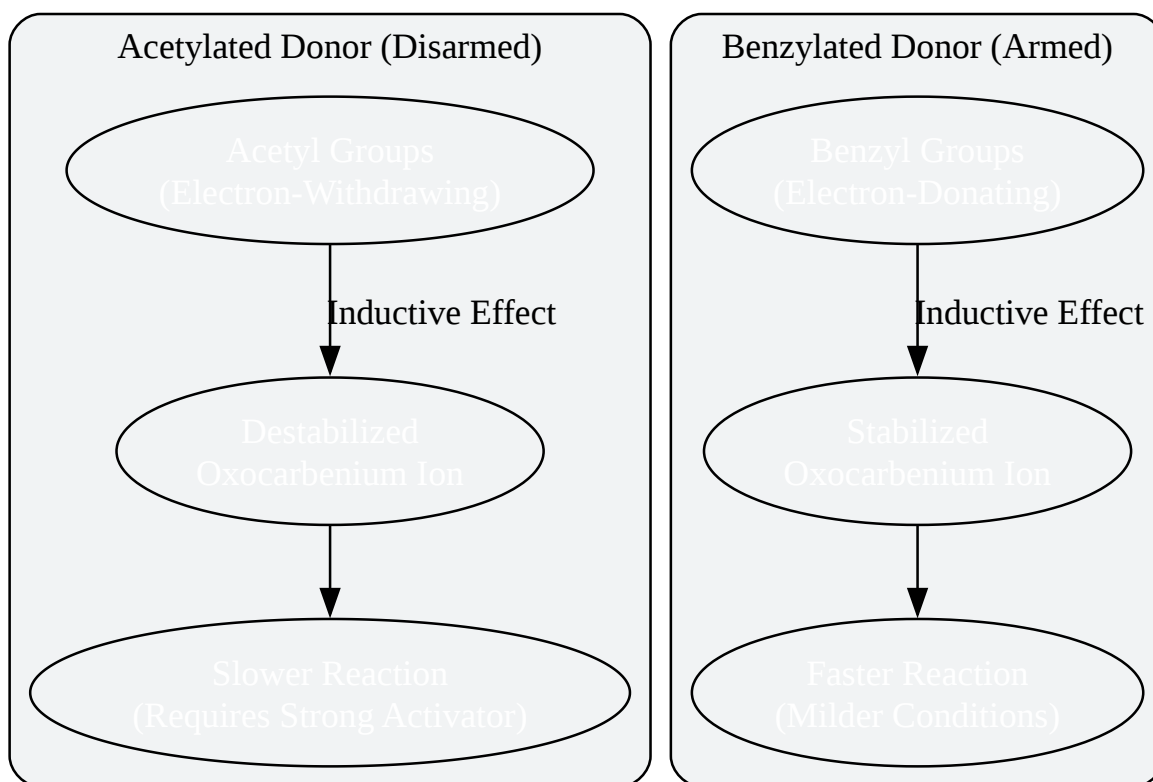 Acetylated Donor (Disarmed)
Acetyl Groups
(Electron-Withdrawing)
Inductive Effect
Destabilized
Oxocarbenium Ion
Slower Reaction
(Requires Strong Activator)
Benzylated Donor (Armed)
Benzyl Groups
(Electron-Donating)
Inductive Effect
Stabilized
Oxocarbenium Ion
Faster Reaction
(Milder Conditions)